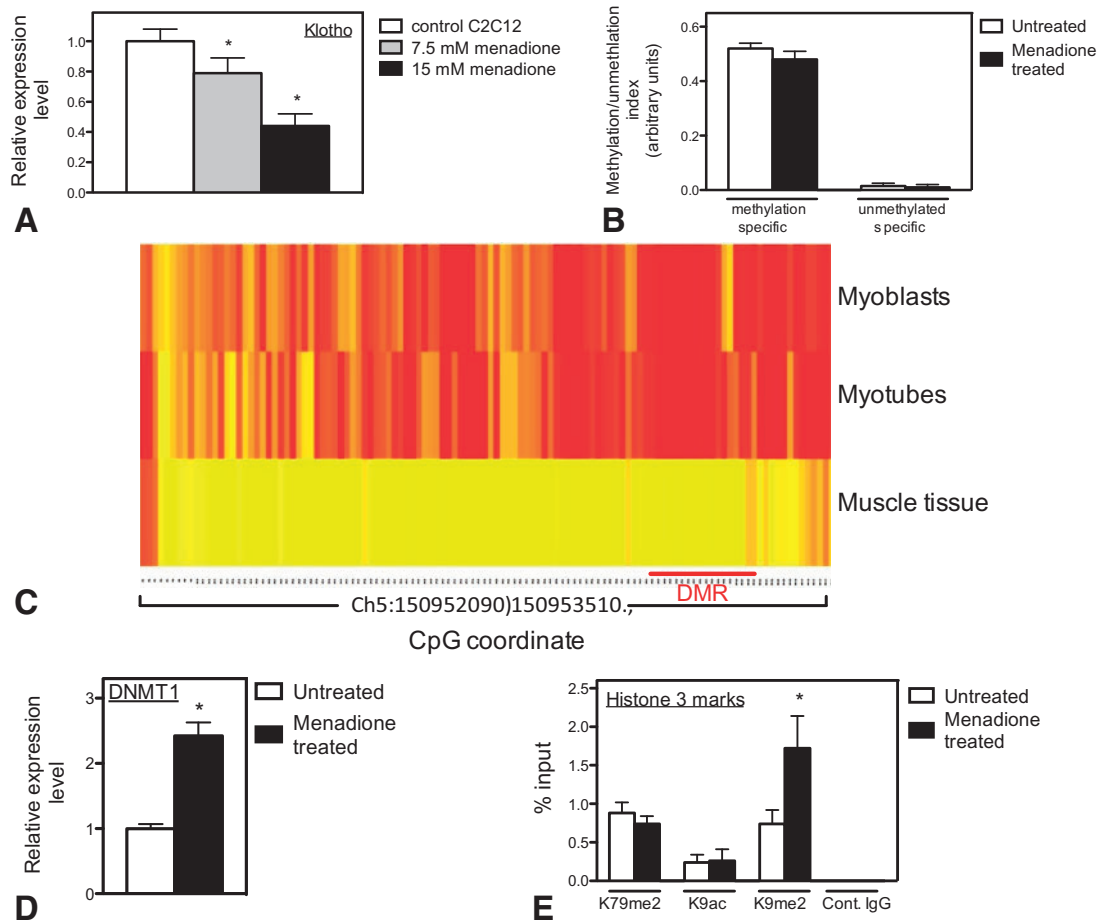 Relative expression
level
1.0
0.8
0.6
0.4
0.2
0.0
Klotho
*
*
control C2C12
7.5 mM menadione
15 mM menadione
A
Methylation/unmethlation
index
(arbitrary units)
0.6
0.4
0.2
0.0
methylation
specific
unmethylated
s pecific
Untreated
Menadione
treated
B
Myoblasts
Myotubes
Muscle tissue
DMR
Ch5:150952090)150953510.,
CpG coordinate
C
Relative expression
level
3
2
1
0
DNMT1
*
Untreated
Menadione
treated
D
% input
2.5
2.0
1.5
1.0
0.5
0.0
Histone 3 marks
*
K79me2
K9ac
K9me2
Cont. IgG
Untreated
Menadione
treated
E